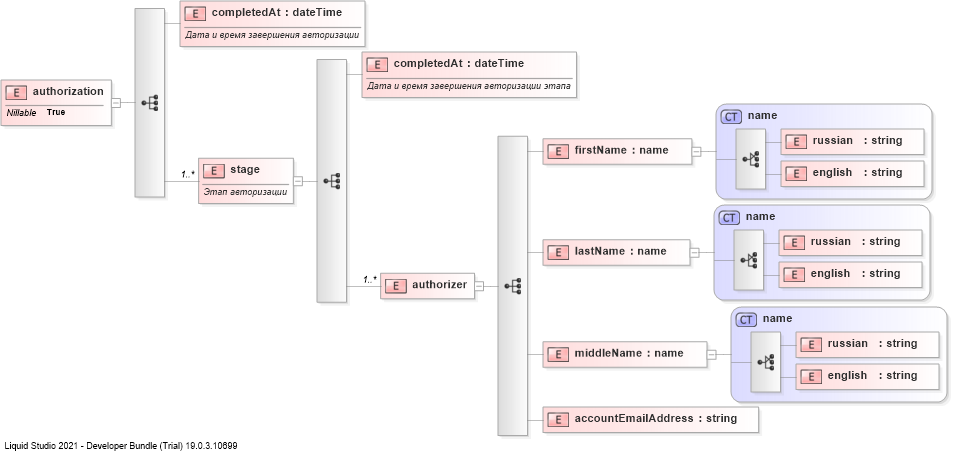 E completedAt : dateTime
Дата и время завершения авторизации
E authorization
Nillable True
E completedAt : dateTime
Дата и время завершения авторизации этапа
1..* E stage
Этап авторизации
1..* E authorizer
E firstName : name
CT name
E russian : string
E english : string
E lastName : name
CT name
E russian : string
E english : string
E middleName : name
CT name
E russian : string
E english : string
E accountEmailAddress : string
Liquid Studio 2021 - Developer Bundle (Trial) 19.0.3.10699